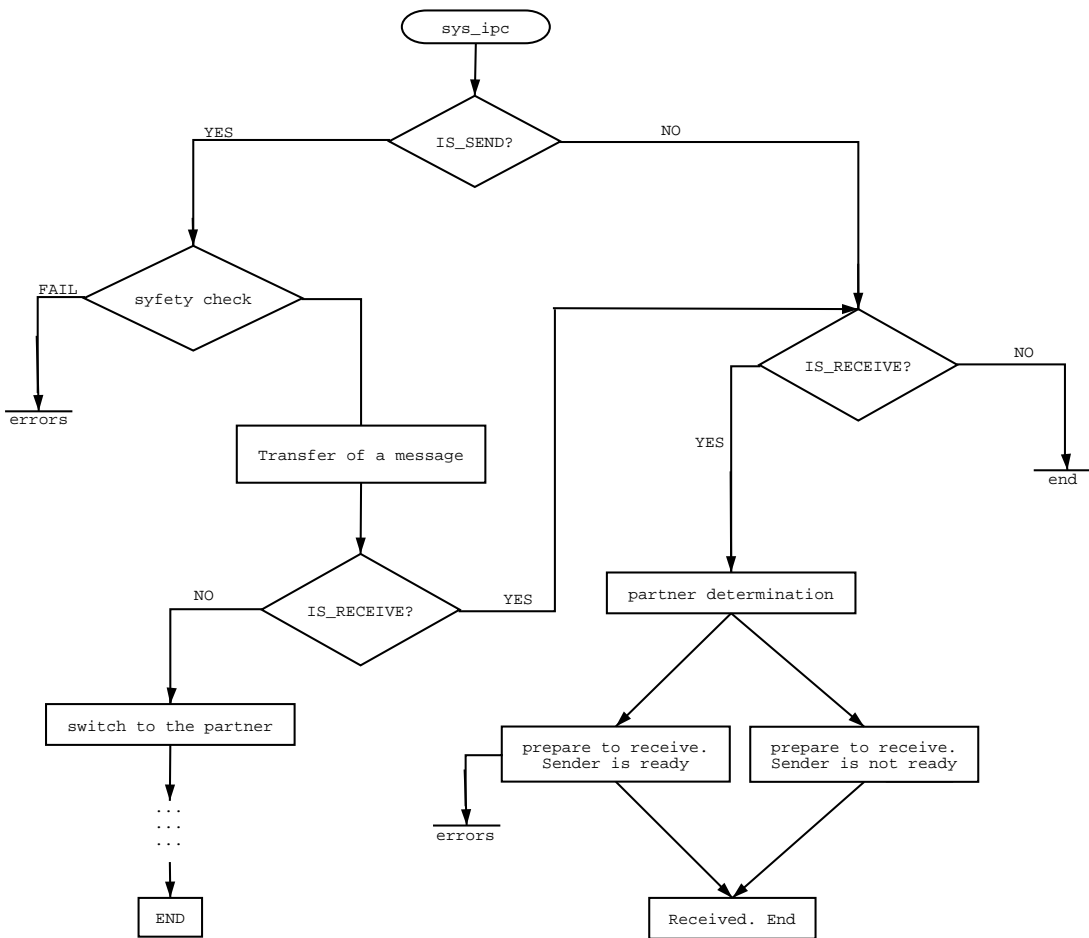 sys_ipc
IS_SEND?
YES
NO
syfety check
FAIL
errors
IS_RECEIVE?
NO
YES
end
Transfer of a message
IS_RECEIVE?
NO
YES
partner determination
switch to the partner
prepare to receive.
Sender is ready
prepare to receive.
Sender is not ready
...
...
...
errors
END
Received. End